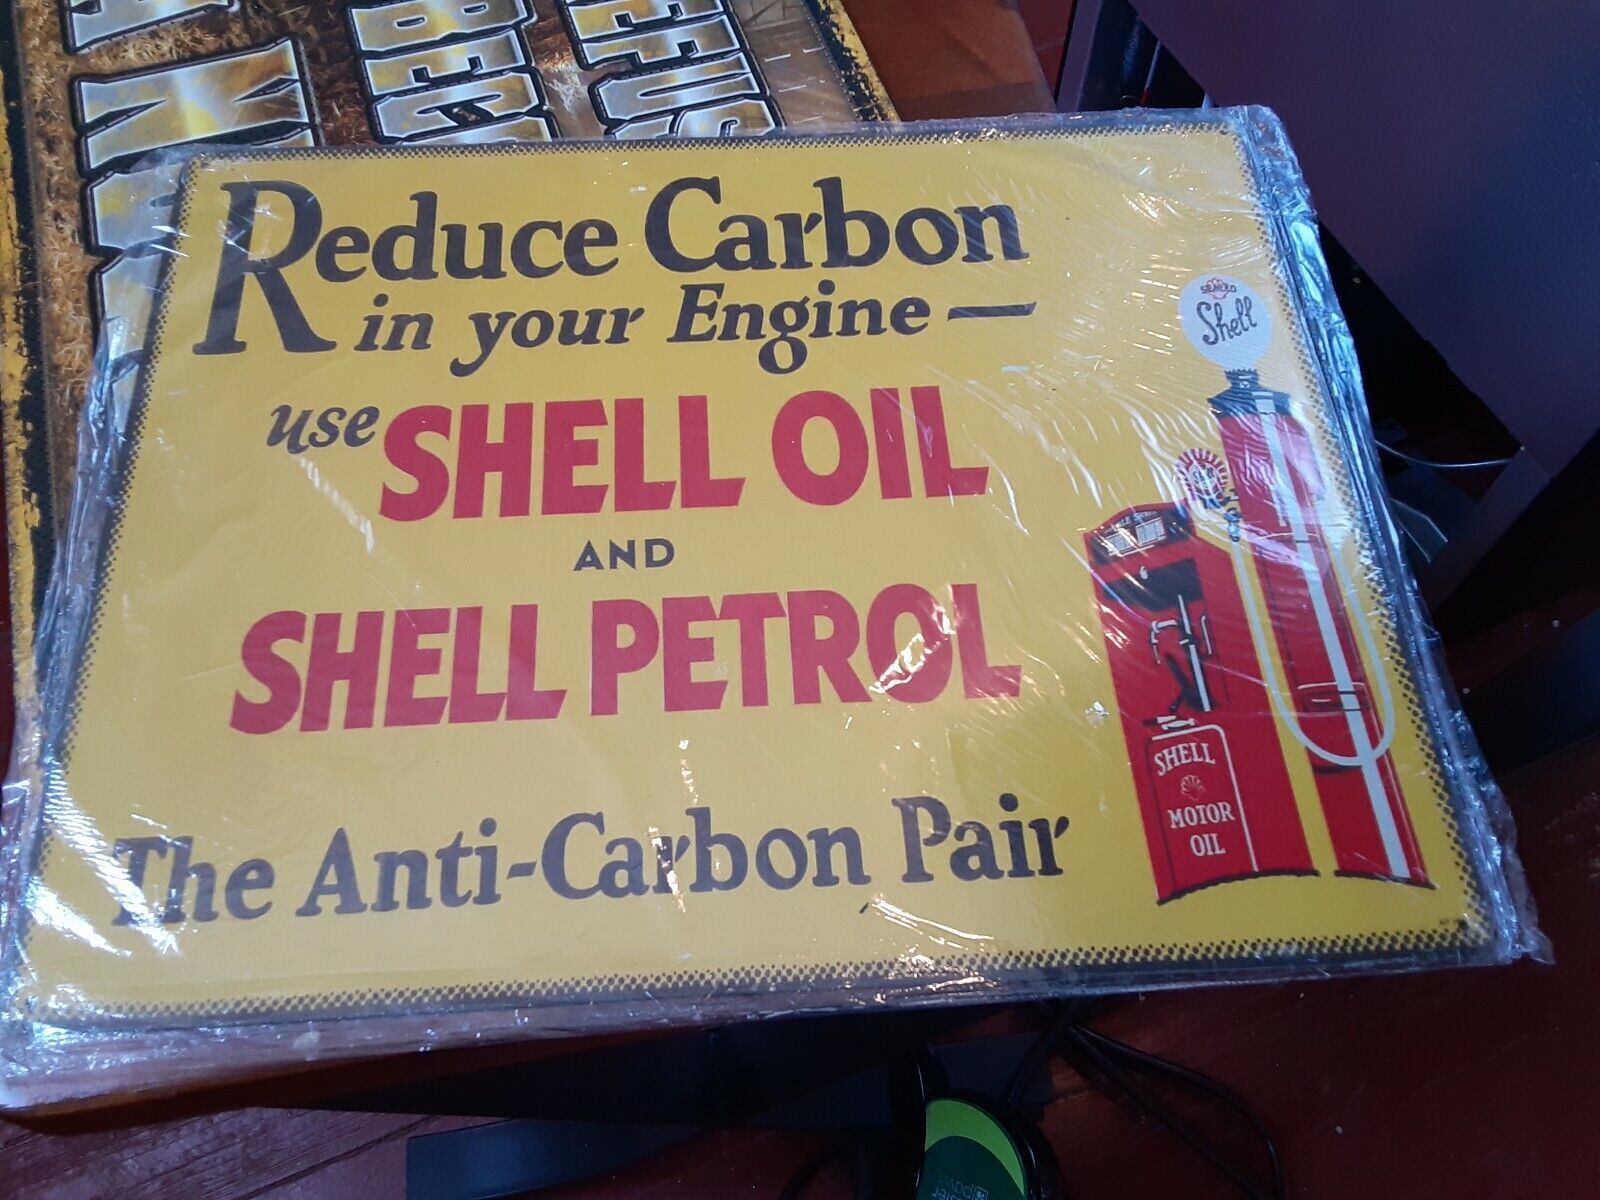 Reduce Carbon
in your Engine —
use SHELL OIL
AND
SHELL PETROL
The Anti-Carbon Pair
Shell
SHELL
MOTOR
OIL